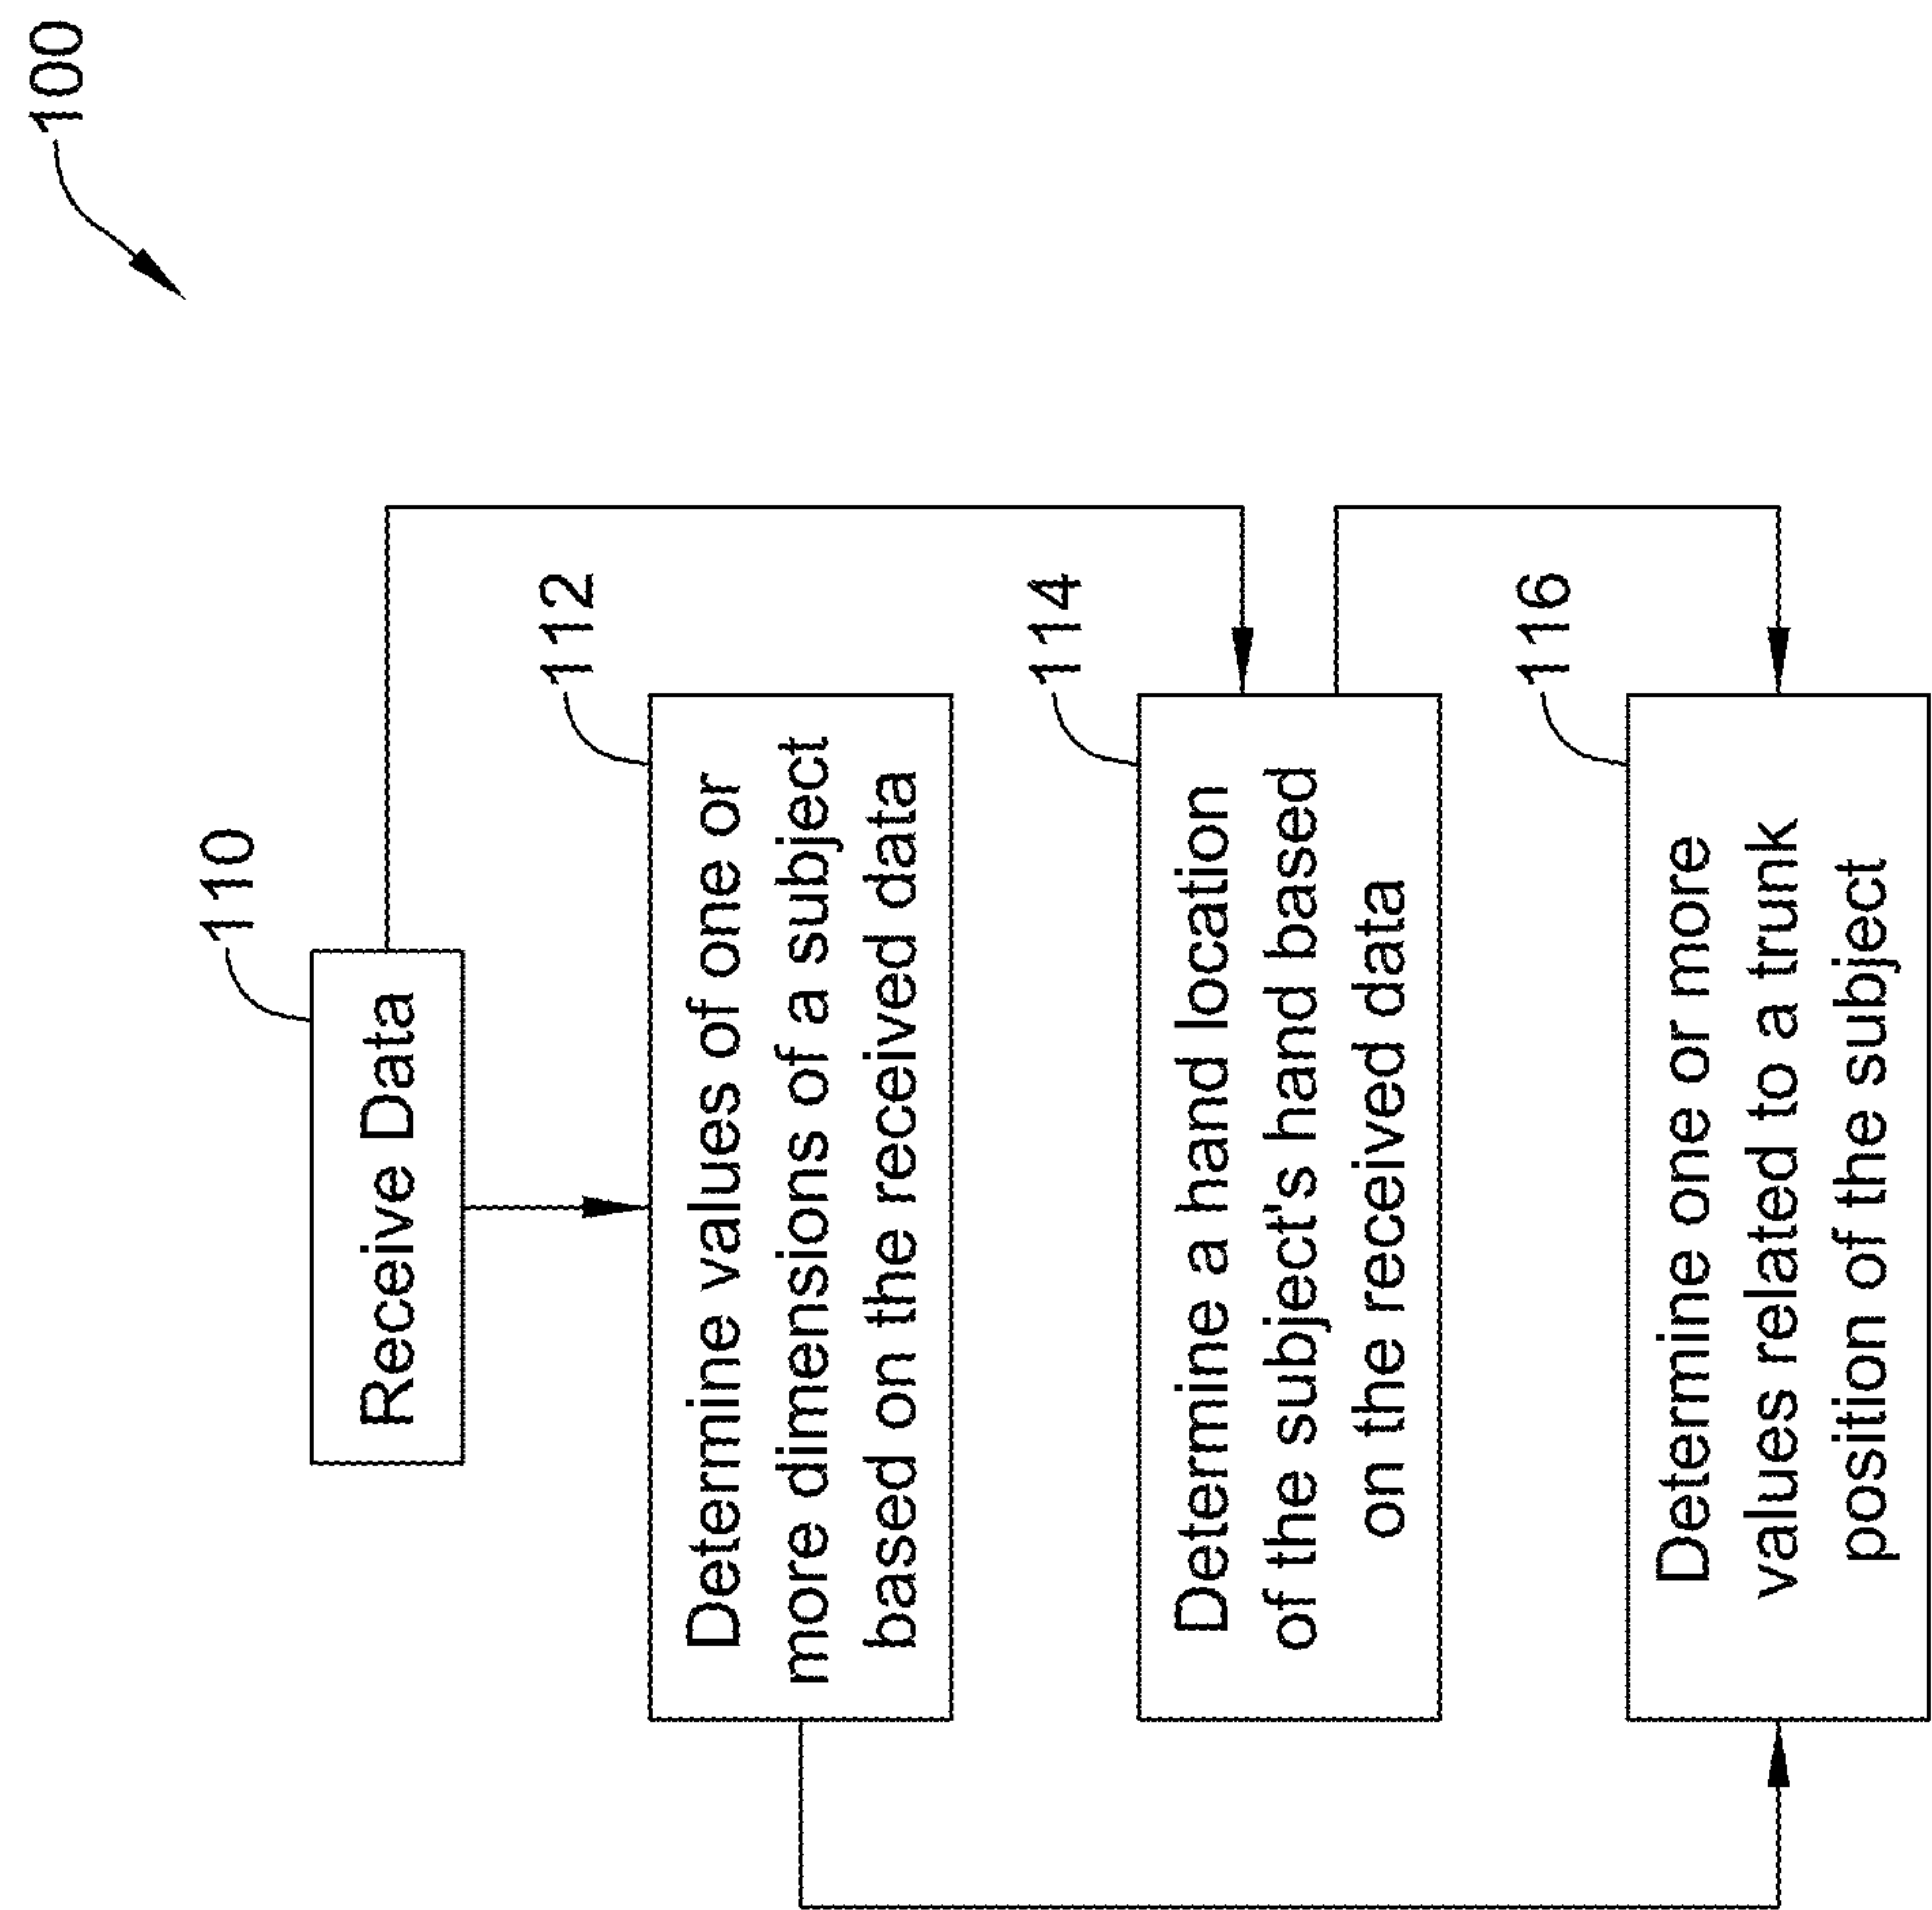 100
110
Receive Data
112
Determine values of one or
more dimensions of a subject
based on the received data
114
Determine a hand location
of the subject's hand based
on the received data
116
Determine one or more
values related to a trunk
position of the subject